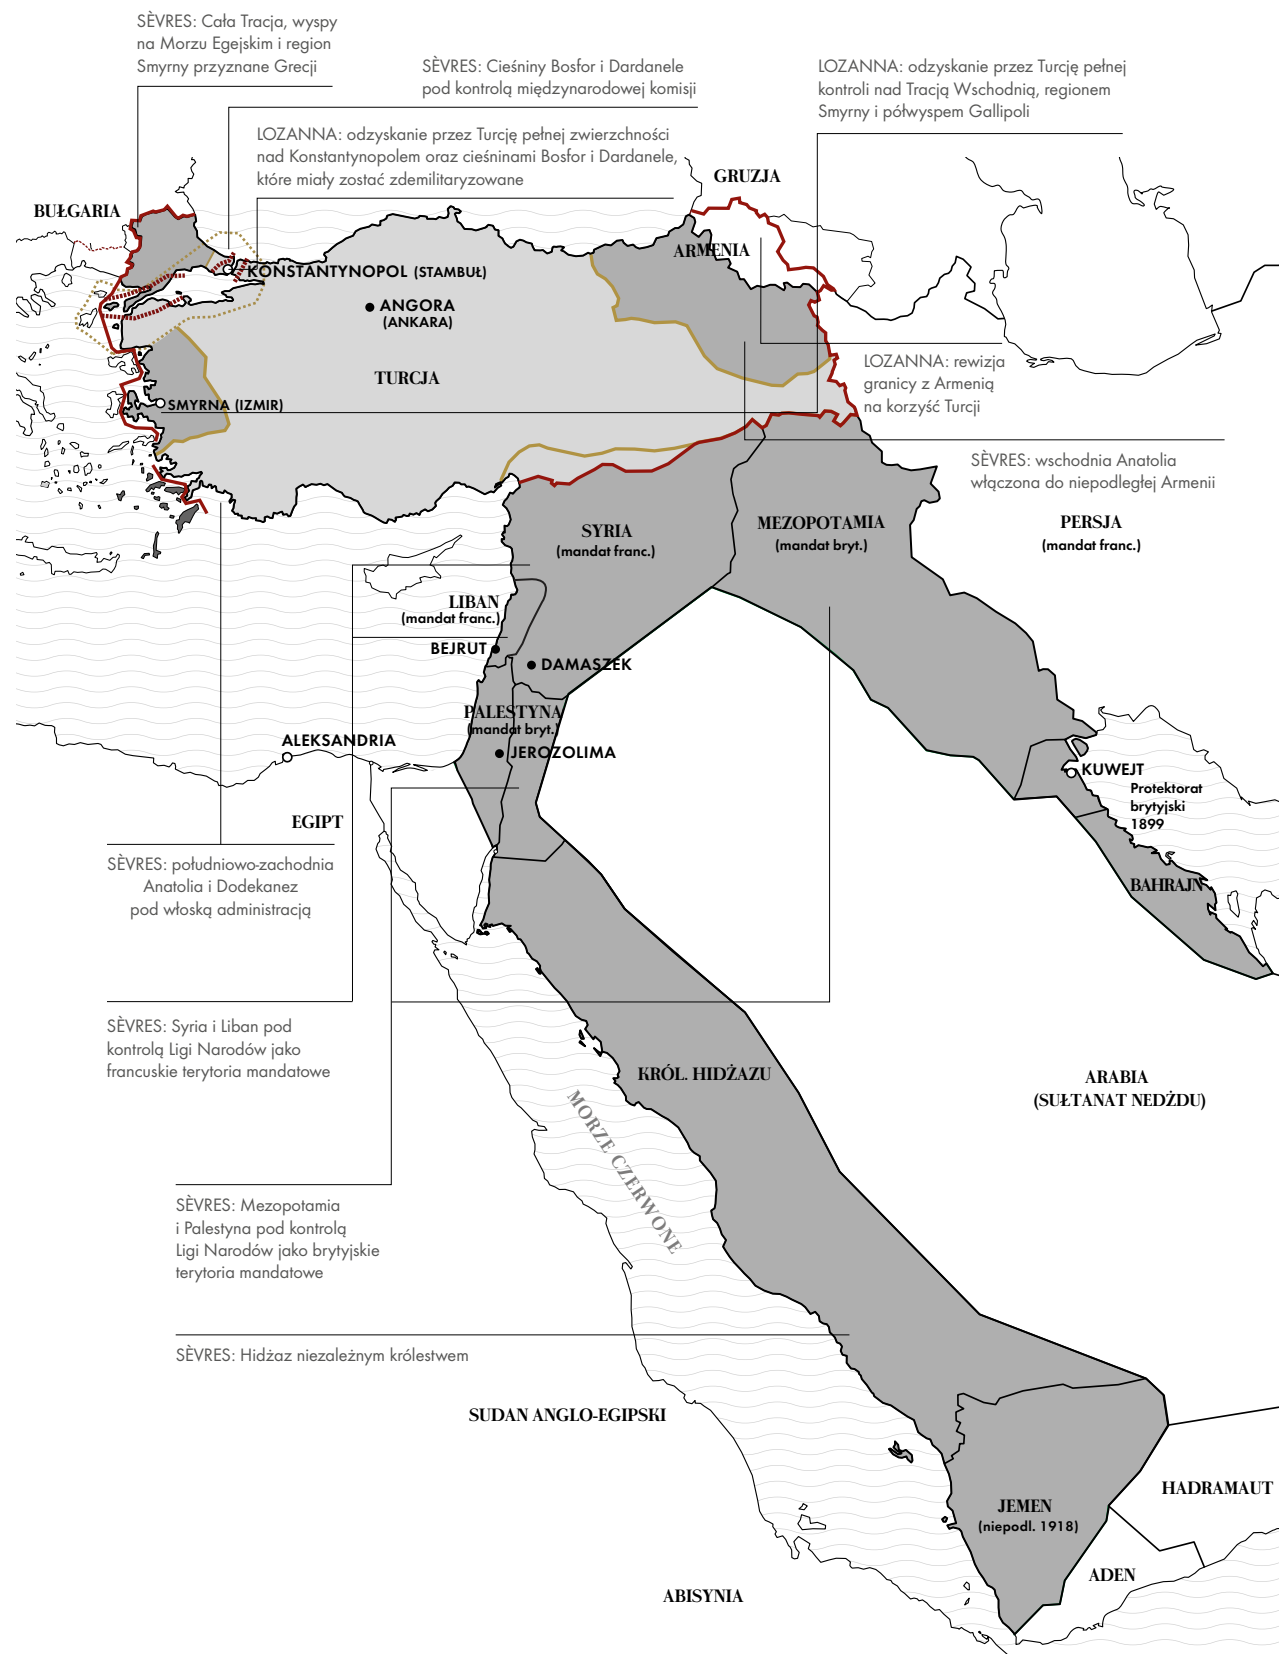 SÈVRES: Cała Tracja, wyspy
na Morzu Egejskim i region
Smyrny przyznane Grecji
SÈVRES: Cieśniny Bosfor i Dardanele
pod kontrolą międzynarodowej komisji
LOZANNA: odzyskanie przez Turcję pełnej
kontroli nad Tracją Wschodnią, regionem
Smyrny i półwyspem Gallipoli
LOZANNA: odzyskanie przez Turcję pełnej zwierzchności
nad Konstantynopolem oraz cieśninami Bosfor i Dardanele,
które miały zostać zdemilitaryzowane
GRUZJA
BUŁGARIA
ARMENIA
KONSTANTYNOPOL (STAMBUŁ)
ANGORA
(ANKARA)
TURCJA
LOZANNA: rewizja
granicy z Armenią
na korzyść Turcji
SMYRNA (IZMIR)
SÈVRES: wschodnia Anatolia
włączona do niepodległej Armenii
SYRIA
(mandat franc.)
MEZOPOTAMIA
(mandat bryt.)
PERSJA
(mandat franc.)
LIBAN
(mandat franc.)
BEJRUT
DAMASZEK
PALESTYNA
(mandat bryt.)
JEROZOLIMA
ALEKSANDRIA
KUWEJT
Protektorat
brytyjski
1899
EGIPT
BAHRAJN
SÈVRES: południowo-zachodnia
Anatolia i Dodekanez
pod włoską administracją
SÈVRES: Syria i Liban pod
kontrolą Ligi Narodów jako
francuskie terytoria mandatowe
KRÓL. HIDŻAZU
ARABIA
(SUŁTANAT NEDŻDU)
MORZE CZERWONE
SÈVRES: Mezopotamia
i Palestyna pod kontrolą
Ligi Narodów jako brytyjskie
terytoria mandatowe
SÈVRES: Hidżaz niezależnym królestwem
SUDAN ANGLO-EGIPSKI
HADRAMAUT
JEMEN
(niepodl. 1918)
ADEN
ABISYNIA